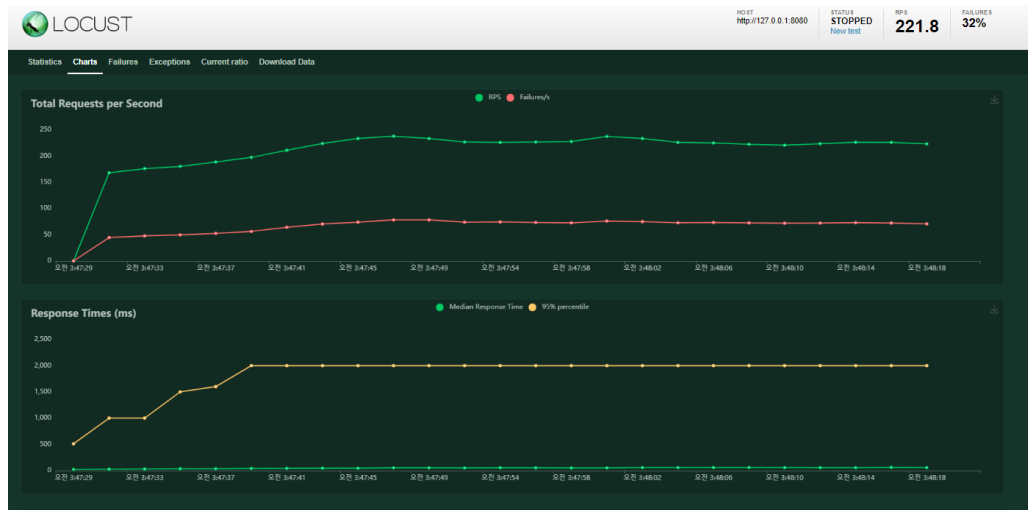 LOCUST
HOST
http://127.0.0.1:8080
STATUS
STOPPED
New test
RPS
221.8
FAILURES
32%
Statistics Charts Failures Exceptions Current ratio Download Data
Total Requests per Second
RPS Failures/s
250
200
150
100
50
0
오전 3:47:29 오전 3:47:33 오전 3:47:37 오전 3:47:41 오전 3:47:45 오전 3:47:49 오전 3:47:54 오전 3:47:58 오전 3:48:02 오전 3:48:06 오전 3:48:10 오전 3:48:14 오전 3:48:18
Response Times (ms)
Median Response Time 95% percentile
2,500
2,000
1,500
1,000
500
0
오전 3:47:29 오전 3:47:33 오전 3:47:37 오전 3:47:41 오전 3:47:45 오전 3:47:49 오전 3:47:54 오전 3:47:58 오전 3:48:02 오전 3:48:06 오전 3:48:10 오전 3:48:14 오전 3:48:18